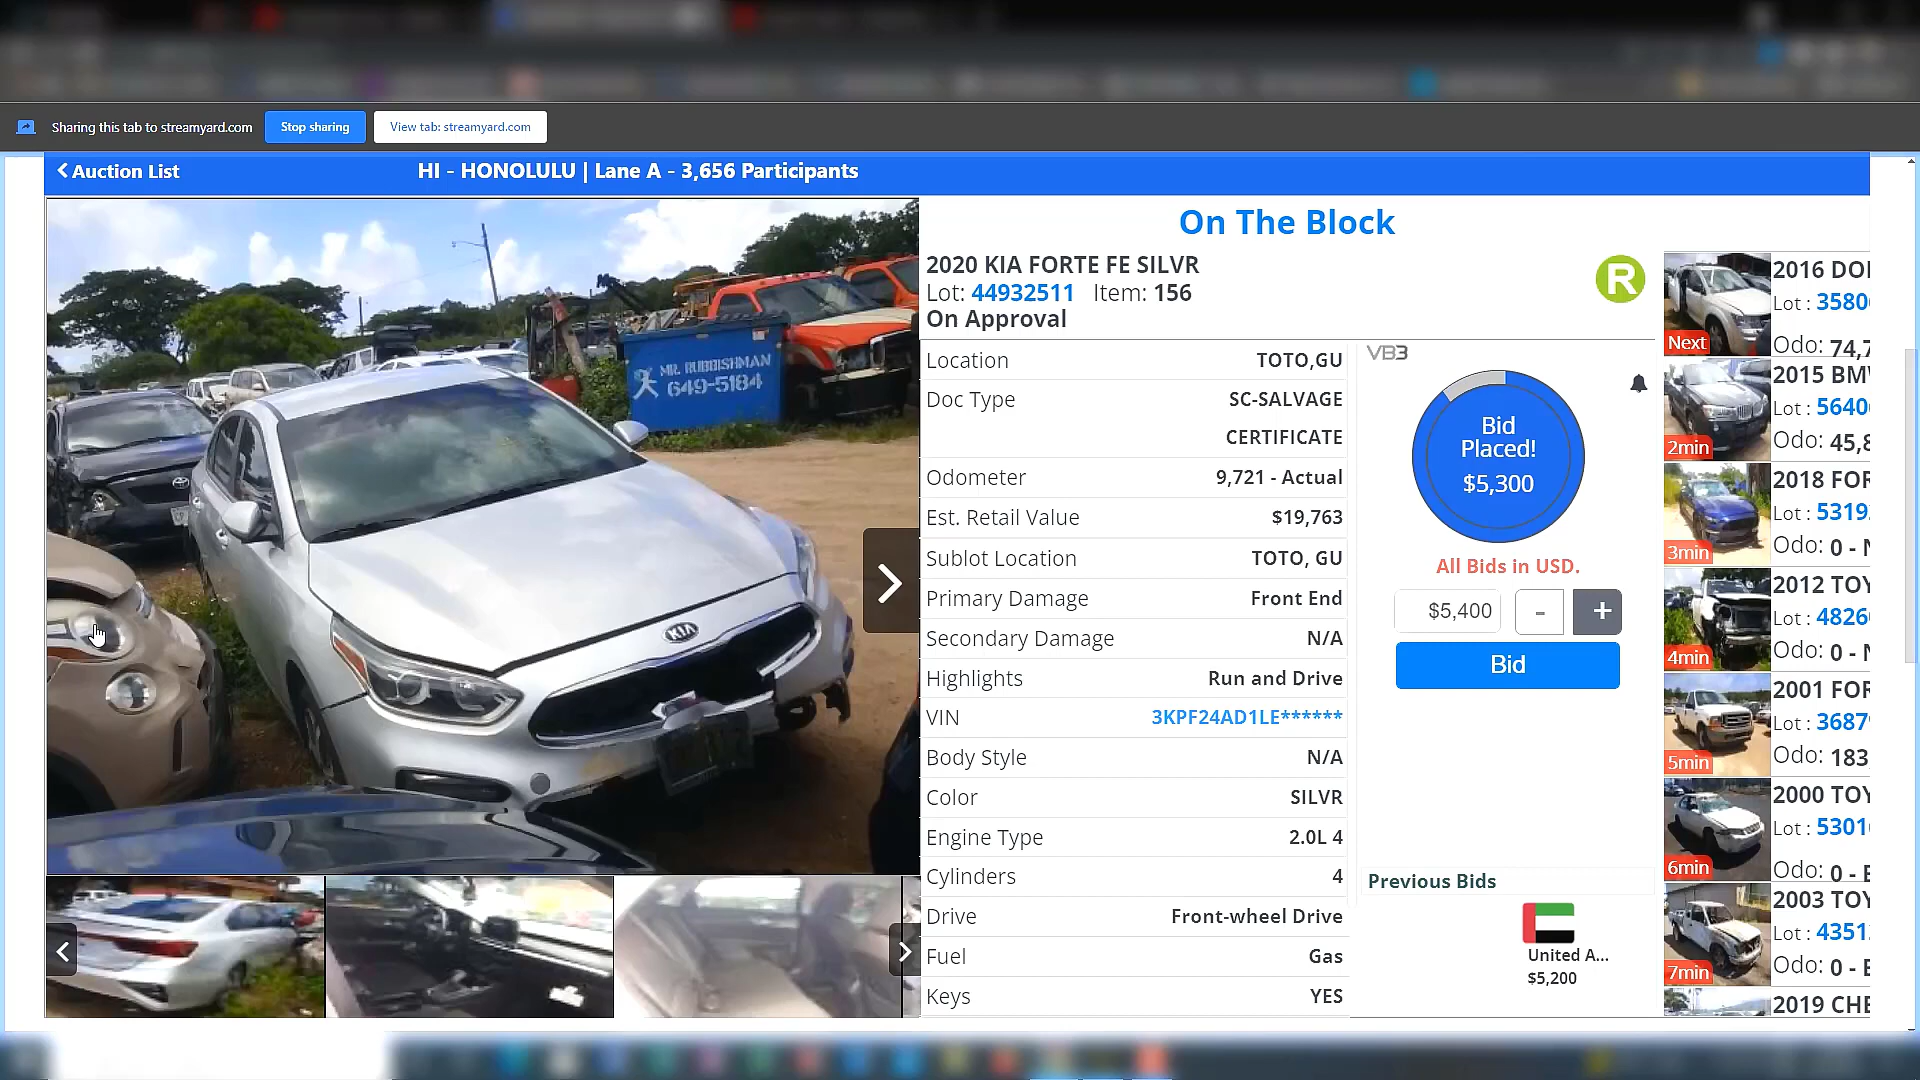 Sharing this tab to streamyard.com
Stop sharing
View tab: streamyard.com
Auction List
HI - HONOLULU | Lane A - 3,656 Participants
MR. RUBBISHMAN
649-5184
KIA
On The Block
2020 KIA FORTE FE SILVR
Lot: 44932511 Item: 156
On Approval
R
Location TOTO,GU
Doc Type SC-SALVAGE
CERTIFICATE
Odometer 9,721 - Actual
Est. Retail Value $19,763
Sublot Location TOTO, GU
Primary Damage Front End
Secondary Damage N/A
Highlights Run and Drive
VIN 3KPF24AD1LE******
Body Style N/A
Color SILVR
Engine Type 2.0L 4
Cylinders 4
Drive Front-wheel Drive
Fuel Gas
Keys YES
VB3
Bid
Placed!
$5,300
All Bids in USD.
$5,400 - +
Bid
Previous Bids
United A...
$5,200
2016 DO
Lot : 3580
Next
Odo: 74,7
2015 BM
Lot : 5640
2min
Odo: 45,8
2018 FOR
Lot : 5319
3min
Odo: 0 -
2012 TOY
Lot : 4826
4min
Odo: 0 -
2001 FOR
Lot : 3687
5min
Odo: 183,
2000 TOY
Lot : 5301
6min
Odo: 0 - E
2003 TOY
Lot : 4351
7min
Odo: 0 - E
2019 CHE